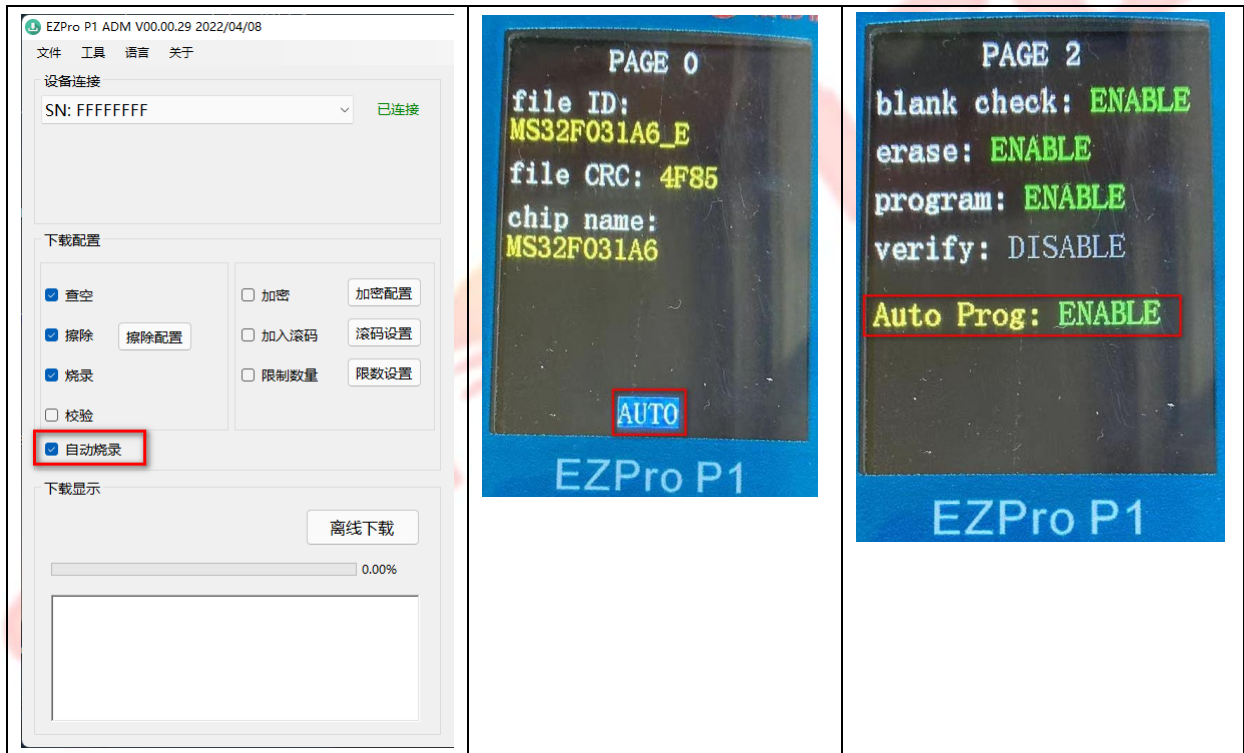 EZPro P1 ADM V00.00.29 2022/04/08
文件 工具 语言 关于
设备连接
SN: FFFFFFFF 已连接
下载配置
查空 加密 加密配置
擦除 擦除配置 加入滚码 滚码设置
烧录 限制数量 限数设置
校验
自动烧录
下载显示
离线下载
0.00%
PAGE 0
file ID:
MS32F031A6_E
file CRC: 4F85
chip name:
MS32F031A6
AUTO
EZPro P1
PAGE 2
blank check: ENABLE
erase: ENABLE
program: ENABLE
verify: DISABLE
Auto Prog: ENABLE
EZPro P1